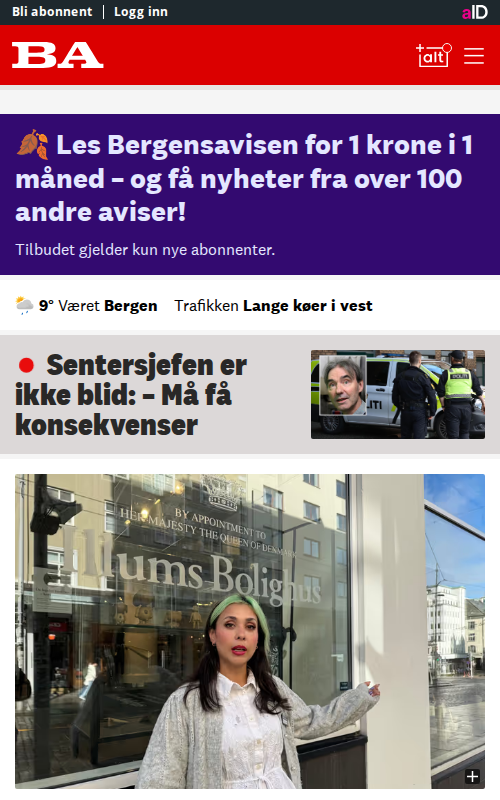 Bli abonnent | Logg inn
aID
BA
+alt
🍂 Les Bergensavisen for 1 krone i 1
måned – og få nyheter fra over 100
andre aviser!
Tilbudet gjelder kun nye abonnenter.
9° Været Bergen Trafikken Lange køer i vest
Sentersjefen er
ikke blid: – Må få
konsekvenser
BY APPOINTMENT TO
HER MAJESTY THE QUEEN OF DENMARK
Illums Bolighus